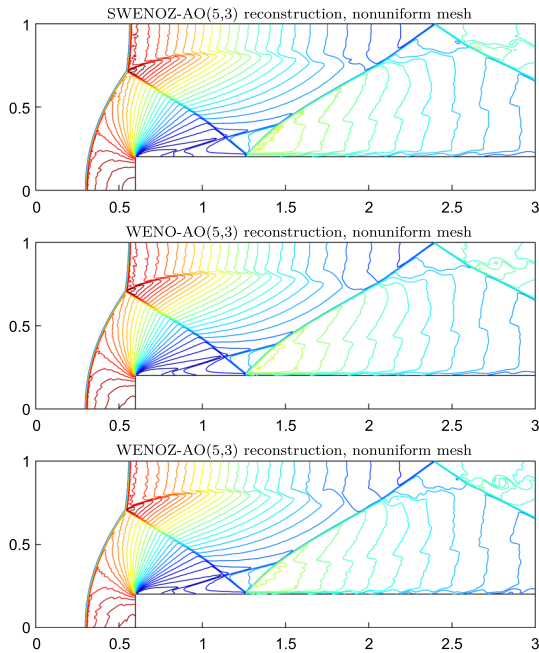 SWENOZ-AO(5,3) reconstruction, nonuniform mesh
1
0.5
0
0 0.5 1 1.5 2 2.5 3
WENO-AO(5,3) reconstruction, nonuniform mesh
1
0.5
0
0 0.5 1 1.5 2 2.5 3
WENOZ-AO(5,3) reconstruction, nonuniform mesh
1
0.5
0
0 0.5 1 1.5 2 2.5 3